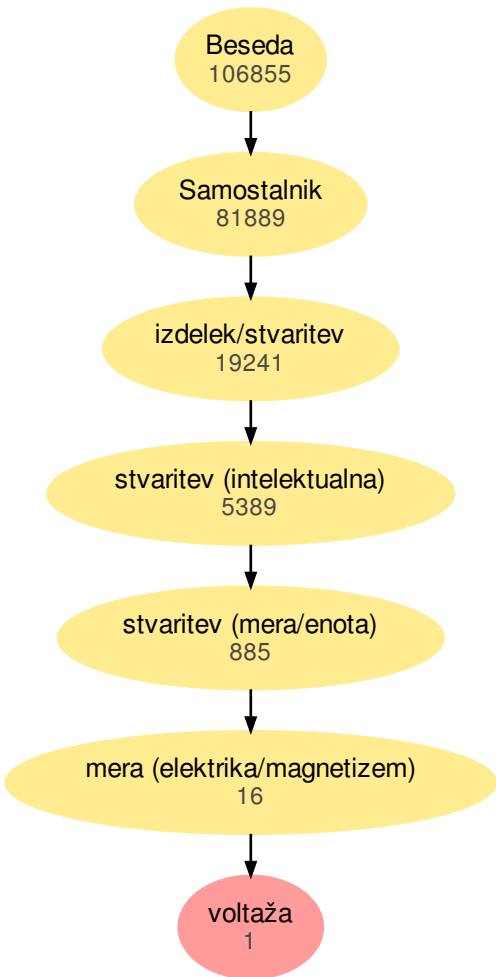 Beseda
106855
Samostalnik
81889
izdelek/stvaritev
19241
stvaritev (intelektualna)
5389
stvaritev (mera/enota)
885
mera (elektrika/magnetizem)
16
voltaža
1